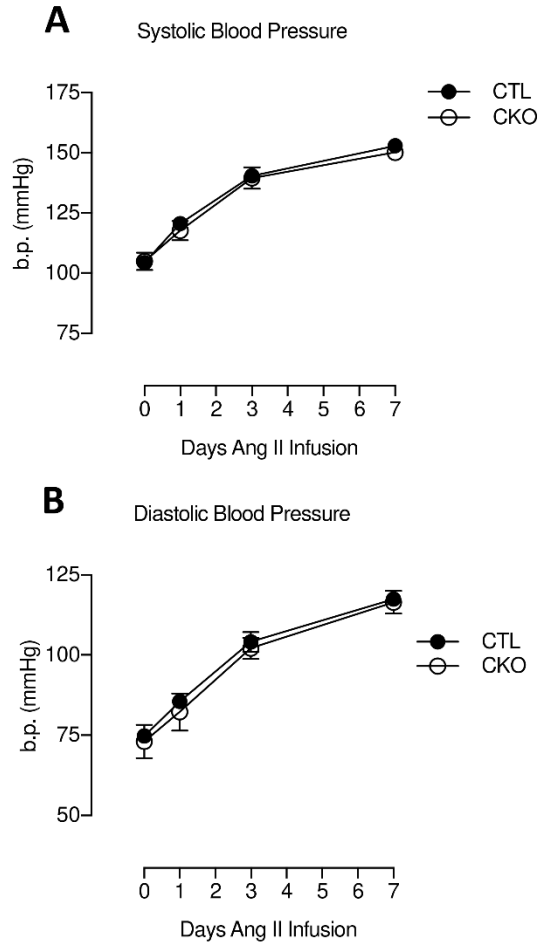 A
Systolic Blood Pressure
175
150
125
100
75
b.p. (mmHg)
CTL
CKO
0 1 2 3 4 5 6 7
Days Ang II Infusion
B
Diastolic Blood Pressure
125
100
75
50
b.p. (mmHg)
CTL
CKO
0 1 2 3 4 5 6 7
Days Ang II Infusion